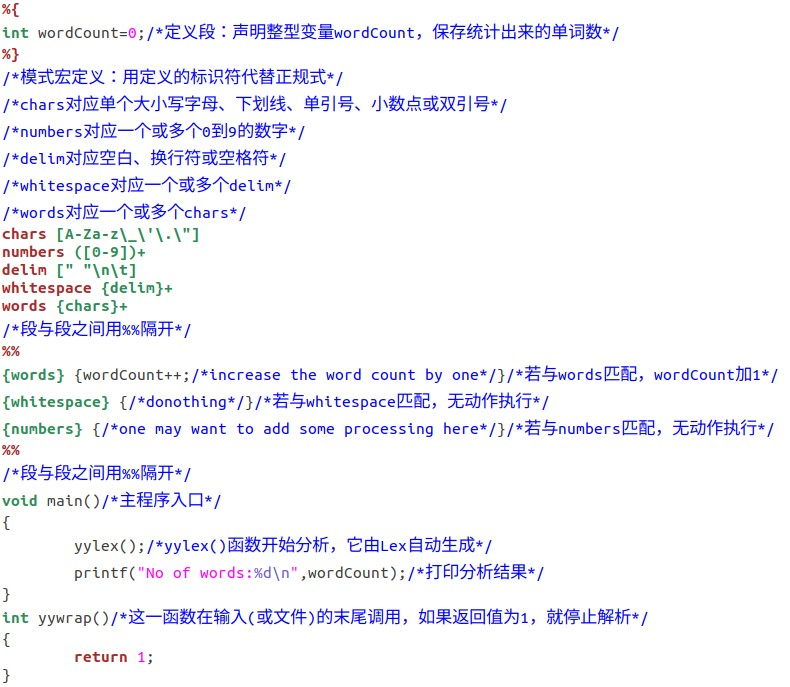 %{
int wordCount=0;/*定义段：声明整型变量wordCount，保存统计出来的单词数*/
%}
/*模式宏定义：用定义的标识符代替正规式*/
/*chars对应单个大小写字母、下划线、单引号、小数点或双引号*/
/*numbers对应一个或多个0到9的数字*/
/*delim对应空白、换行符或空格符*/
/*whitespace对应一个或多个delim*/
/*words对应一个或多个chars*/
chars [A-Za-z\_\'\.\"]
numbers ([0-9])+
delim [" "\n\t]
whitespace {delim}+
words {chars}+
/*段与段之间用%%隔开*/
%%
{words} {wordCount++;/*increase the word count by one*/}/*若与words匹配，wordCount加1*/
{whitespace} {/*donothing*/}/*若与whitespace匹配，无动作执行*/
{numbers} {/*one may want to add some processing here*/}/*若与numbers匹配，无动作执行*/
%%
/*段与段之间用%%隔开*/
void main()/*主程序入口*/
{
yylex();/*yylex()函数开始分析，它由Lex自动生成*/
printf("No of words:%d\n",wordCount);/*打印分析结果*/
}
int yywrap()/*这一函数在输入(或文件)的末尾调用，如果返回值为1，就停止解析*/
{
return 1;
}